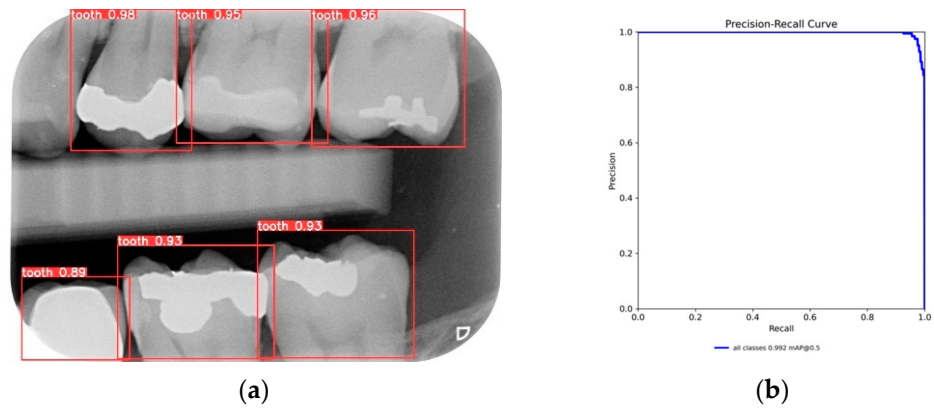 tooth 0.98
tooth 0.95
tooth 0.96
tooth 0.89
tooth 0.93
tooth 0.93
(a)
Precision-Recall Curve
Precision
1.0
0.8
0.6
0.4
0.2
0.0
0.0 0.2 0.4 0.6 0.8 1.0
Recall
all classes 0.992 mAP@0.5
(b)